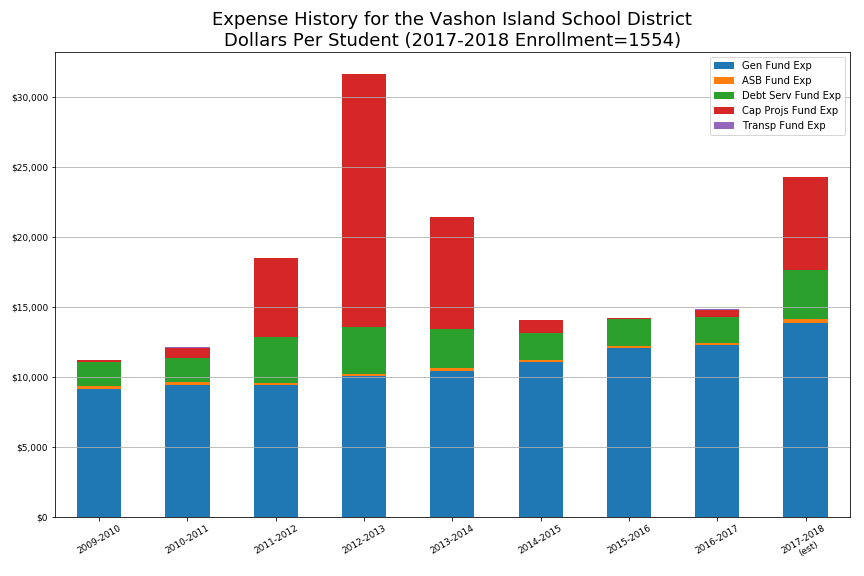 Expense History for the Vashon Island School District
Dollars Per Student (2017-2018 Enrollment=1554)
Gen Fund Exp
ASB Fund Exp
Debt Serv Fund Exp
Cap Projs Fund Exp
Transp Fund Exp
$30,000
$25,000
$20,000
$15,000
$10,000
$5,000
$0
2009-2010
2010-2011
2011-2012
2012-2013
2013-2014
2014-2015
2015-2016
2016-2017
2017-2018
(est)